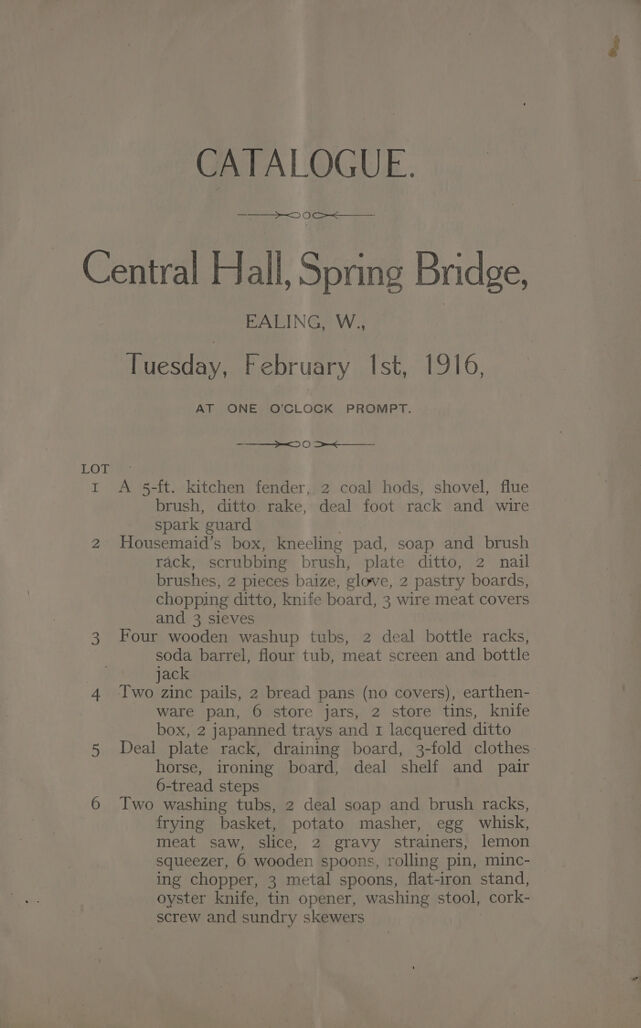 CATALOGUE.
Central Hall, Spring Bridge,
EALING, W.,
Tuesday, February 1st, 1916,
AT ONE O'CLOCK PROMPT.
LOT
1 A 5-ft. kitchen fender, 2 coal hods, shovel, flue
brush, ditto rake, deal foot rack and wire
spark guard
2 Housemaid's box, kneeling pad, soap and brush
rack, scrubbing brush, plate ditto, 2 nail
brushes, 2 pieces baize, glove, 2 pastry boards,
chopping ditto, knife board, 3 wire meat covers
and 3 sieves
3 Four wooden washup tubs, 2 deal bottle racks,
soda barrel, flour tub, meat screen and bottle
jack
4 Two zinc pails, 2 bread pans (no covers), earthen-
ware pan, 6 store jars, 2 store tins, knife
box, 2 japanned trays and 1 lacquered ditto
5 Deal plate rack, draining board, 3-fold clothes
horse, ironing board, deal shelf and pair
6-tread steps
6 Two washing tubs, 2 deal soap and brush racks,
frying basket, potato masher, egg whisk,
meat saw, slice, 2 gravy strainers, lemon
squeezer, 6 wooden spoons, rolling pin, minc-
ing chopper, 3 metal spoons, flat-iron stand,
oyster knife, tin opener, washing stool, cork-
screw and sundry skewers